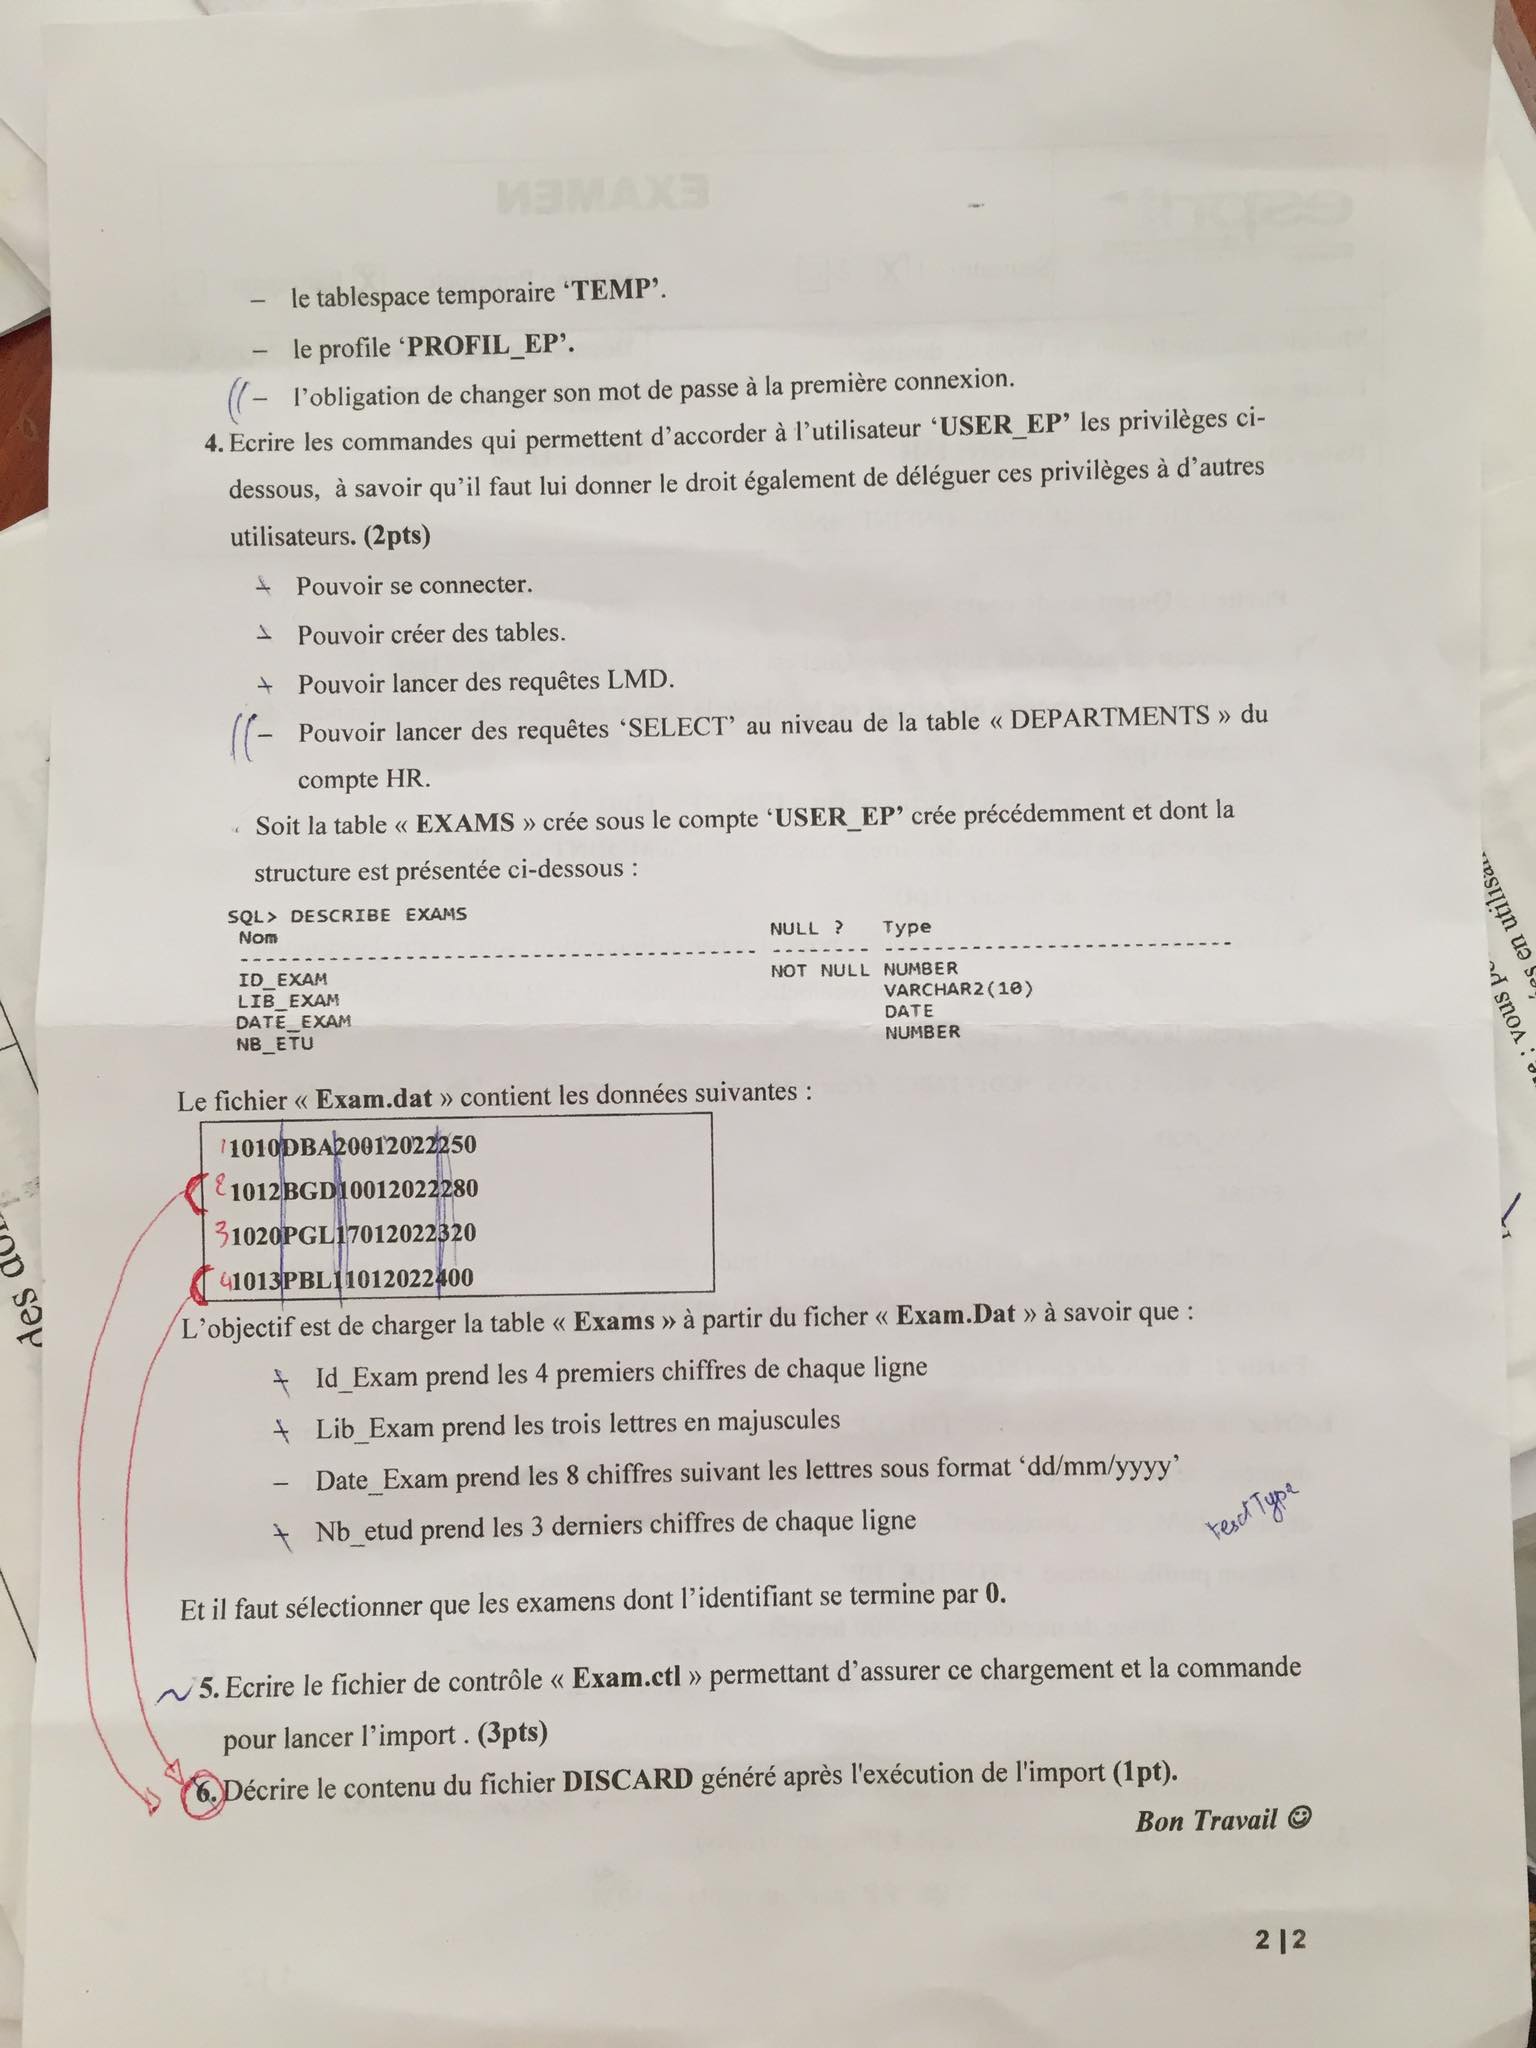 – le tablespace temporaire ‘TEMP’.
– le profile ‘PROFIL_EP’.
– l’obligation de changer son mot de passe à la première connexion.
4. Ecrire les commandes qui permettent d’accorder à l’utilisateur ‘USER_EP’ les privilèges ci-
dessous, à savoir qu’il faut lui donner le droit également de déléguer ces privilèges à d’autres
utilisateurs. (2pts)
– Pouvoir se connecter.
– Pouvoir créer des tables.
– Pouvoir lancer des requêtes LMD.
– Pouvoir lancer des requêtes ‘SELECT’ au niveau de la table « DEPARTMENTS » du
compte HR.
Soit la table « EXAMS » crée sous le compte ‘USER_EP’ crée précédemment et dont la
structure est présentée ci-dessous :
SQL> DESCRIBE EXAMS
Nom NULL ? Type
ID_EXAM NOT NULL NUMBER
LIB_EXAM VARCHAR2(10)
DATE_EXAM DATE
NB_ETU NUMBER
Le fichier « Exam.dat » contient les données suivantes :
1 1010DBA20012022250
2 1012BGD10012022280
3 1020PGL17012022320
4 1013PBL11012022400
L’objectif est de charger la table « Exams » à partir du ficher « Exam.Dat » à savoir que :
– Id_Exam prend les 4 premiers chiffres de chaque ligne
– Lib_Exam prend les trois lettres en majuscules
– Date_Exam prend les 8 chiffres suivant les lettres sous format ‘dd/mm/yyyy’
– Nb_etud prend les 3 derniers chiffres de chaque ligne
Et il faut sélectionner que les examens dont l’identifiant se termine par 0.
5. Ecrire le fichier de contrôle « Exam.ctl » permettant d’assurer ce chargement et la commande
pour lancer l’import . (3pts)
6. Décrire le contenu du fichier DISCARD généré après l'exécution de l'import (1pt).
Bon Travail ☺
2 | 2
des
en utilisa
: vous p
EXAMEN
esprit